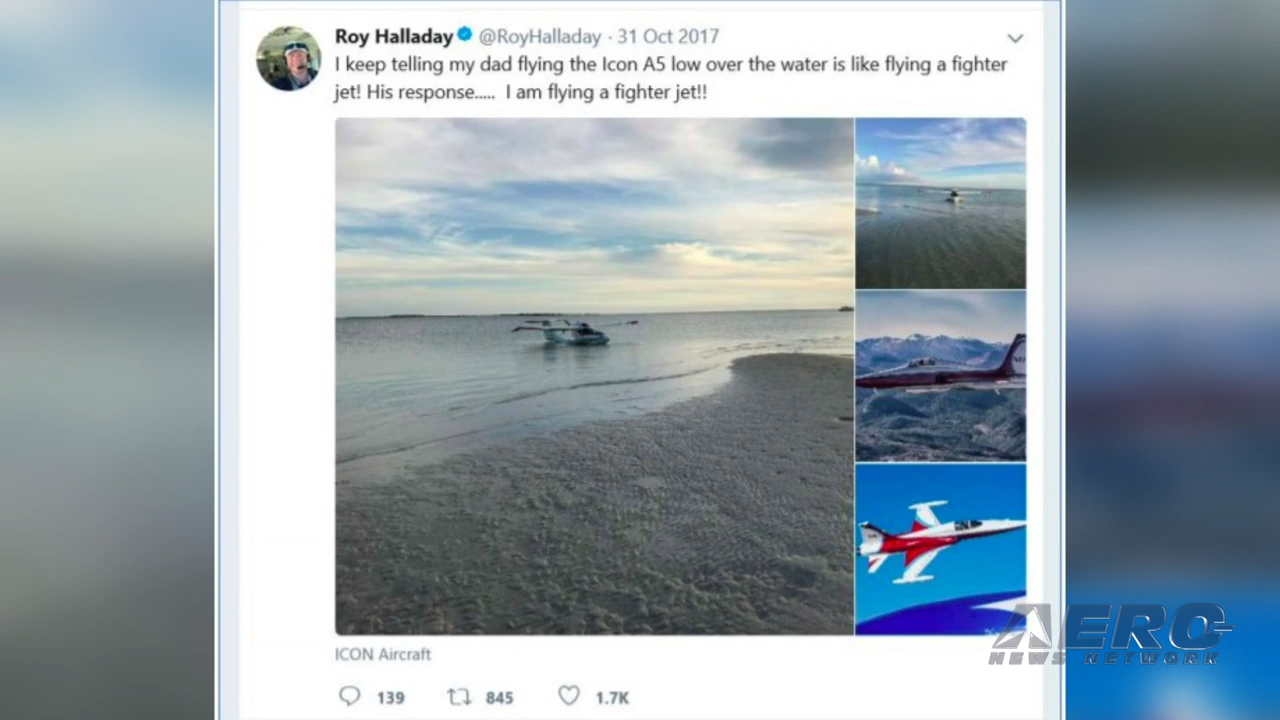 Roy Halladay @RoyHalladay · 31 Oct 2017
I keep telling my dad flying the Icon A5 low over the water is like flying a fighter
jet! His response..... I am flying a fighter jet!!
ICON Aircraft
139 845 1.7K
AERO
NEWS NETWORK